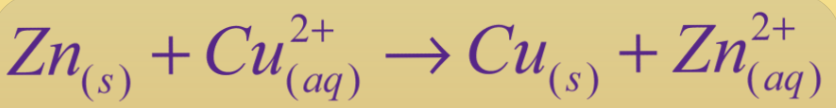 Zn(s) + Cu2+(aq) → Cu(s) + Zn2+(aq)